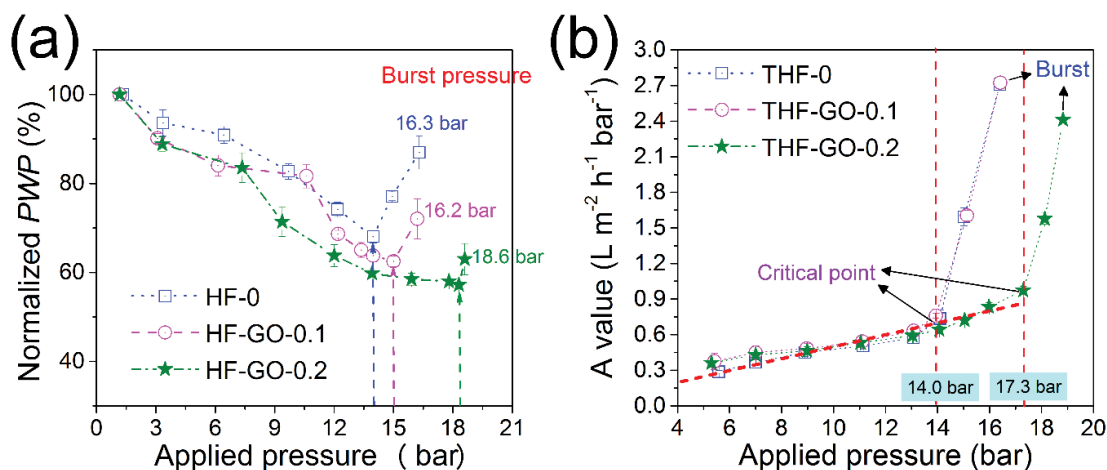 (a)
Normalized PWP (%)
100
80
60
40
0
3
6
9
12
15
18
21
Applied pressure ( bar)
Burst pressure
16.3 bar
16.2 bar
18.6 bar
HF-0
HF-GO-0.1
HF-GO-0.2
(b)
A value (L m⁻² h⁻¹ bar⁻¹)
3.0
2.7
2.4
2.1
1.8
1.5
1.2
0.9
0.6
0.3
0.0
4
6
8
10
12
14
16
18
20
Applied pressure (bar)
THF-0
THF-GO-0.1
THF-GO-0.2
Burst
Critical point
14.0 bar
17.3 bar